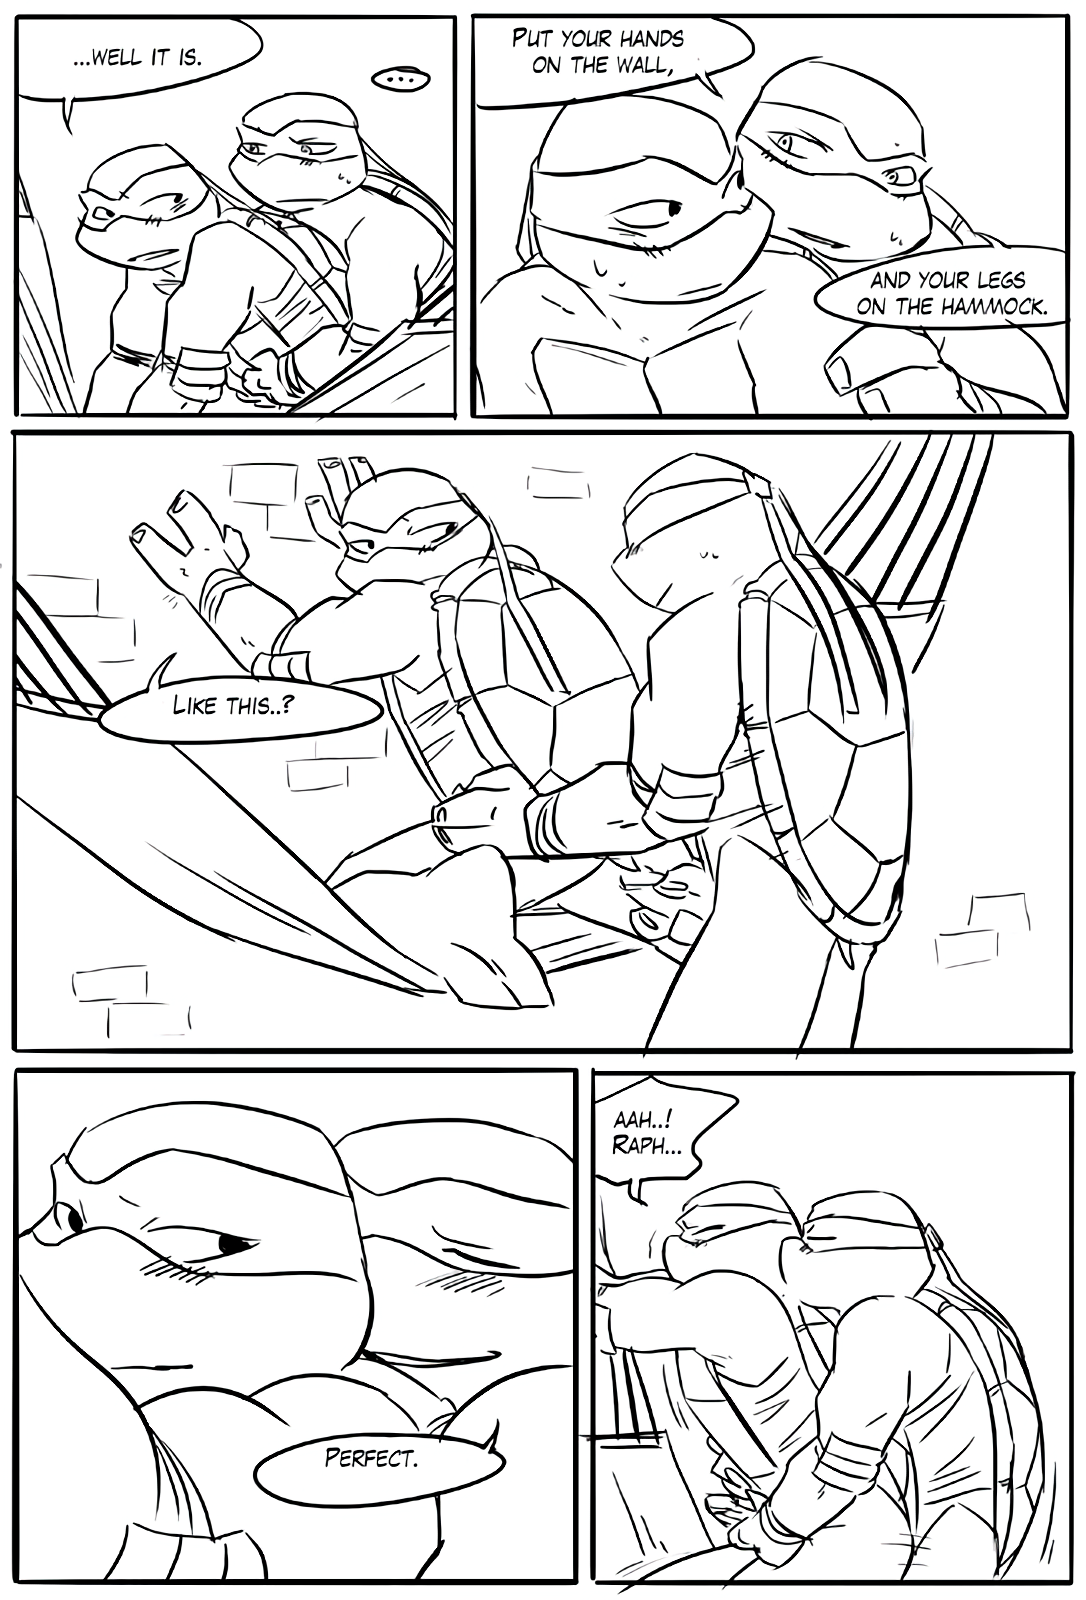 ...WELL IT IS.
...
PUT YOUR HANDS
ON THE WALL,
AND YOUR LEGS
ON THE HAMMOCK.
LIKE THIS..?
PERFECT.
AAH..!
RAPH...